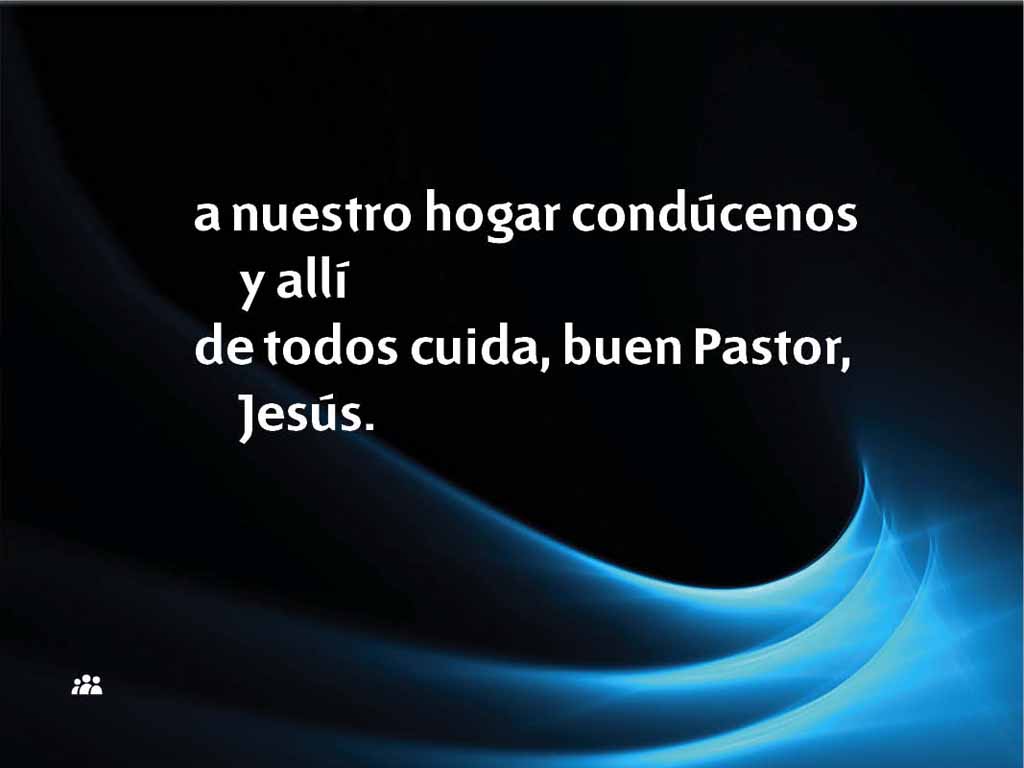 a nuestro hogar condúcenos
y allí
de todos cuida, buen Pastor,
Jesús.